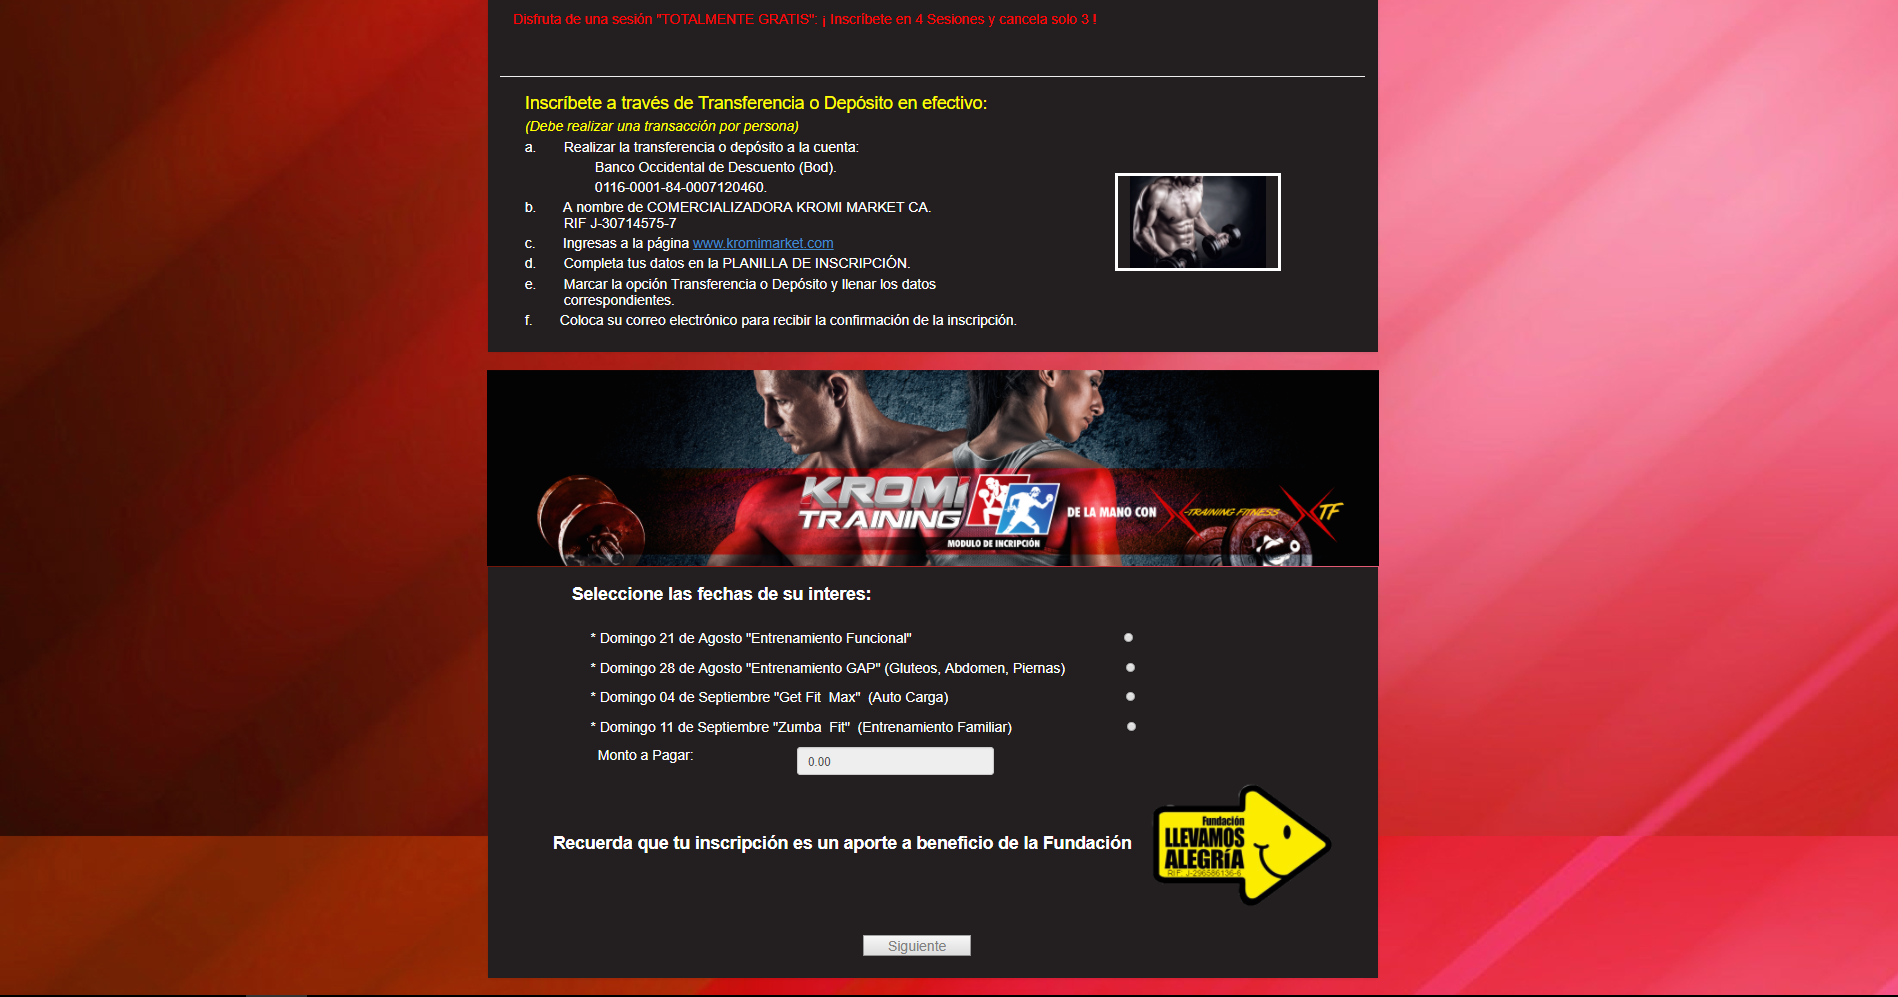 Disfruta de una sesión "TOTALMENTE GRATIS": ¡ Inscríbete en 4 Sesiones y cancela solo 3 !
Inscríbete a través de Transferencia o Depósito en efectivo:
(Debe realizar una transacción por persona)
a. Realizar la transferencia o depósito a la cuenta:
Banco Occidental de Descuento (Bod).
0116-0001-84-0007120460.
b. A nombre de COMERCIALIZADORA KROMI MARKET CA.
RIF J-30714575-7
c. Ingresas a la página www.kromimarket.com
d. Completa tus datos en la PLANILLA DE INSCRIPCIÓN.
e. Marcar la opción Transferencia o Depósito y llenar los datos
correspondientes.
f. Coloca su correo electrónico para recibir la confirmación de la inscripción.
KROMI
TRAINING
DE LA MANO CON
X-TRAINING FITNESS
XTF
MODULO DE INCRIPCIÓN
Seleccione las fechas de su interes:
* Domingo 21 de Agosto "Entrenamiento Funcional"
* Domingo 28 de Agosto "Entrenamiento GAP" (Gluteos, Abdomen, Piernas)
* Domingo 04 de Septiembre "Get Fit  Max"  (Auto Carga)
* Domingo 11 de Septiembre "Zumba  Fit"  (Entrenamiento Familiar)
Monto a Pagar:
0.00
Recuerda que tu inscripción es un aporte a beneficio de la Fundación
Fundación
LLEVAMOS
ALEGRÍA
RIF: J-296586136-6
Siguiente